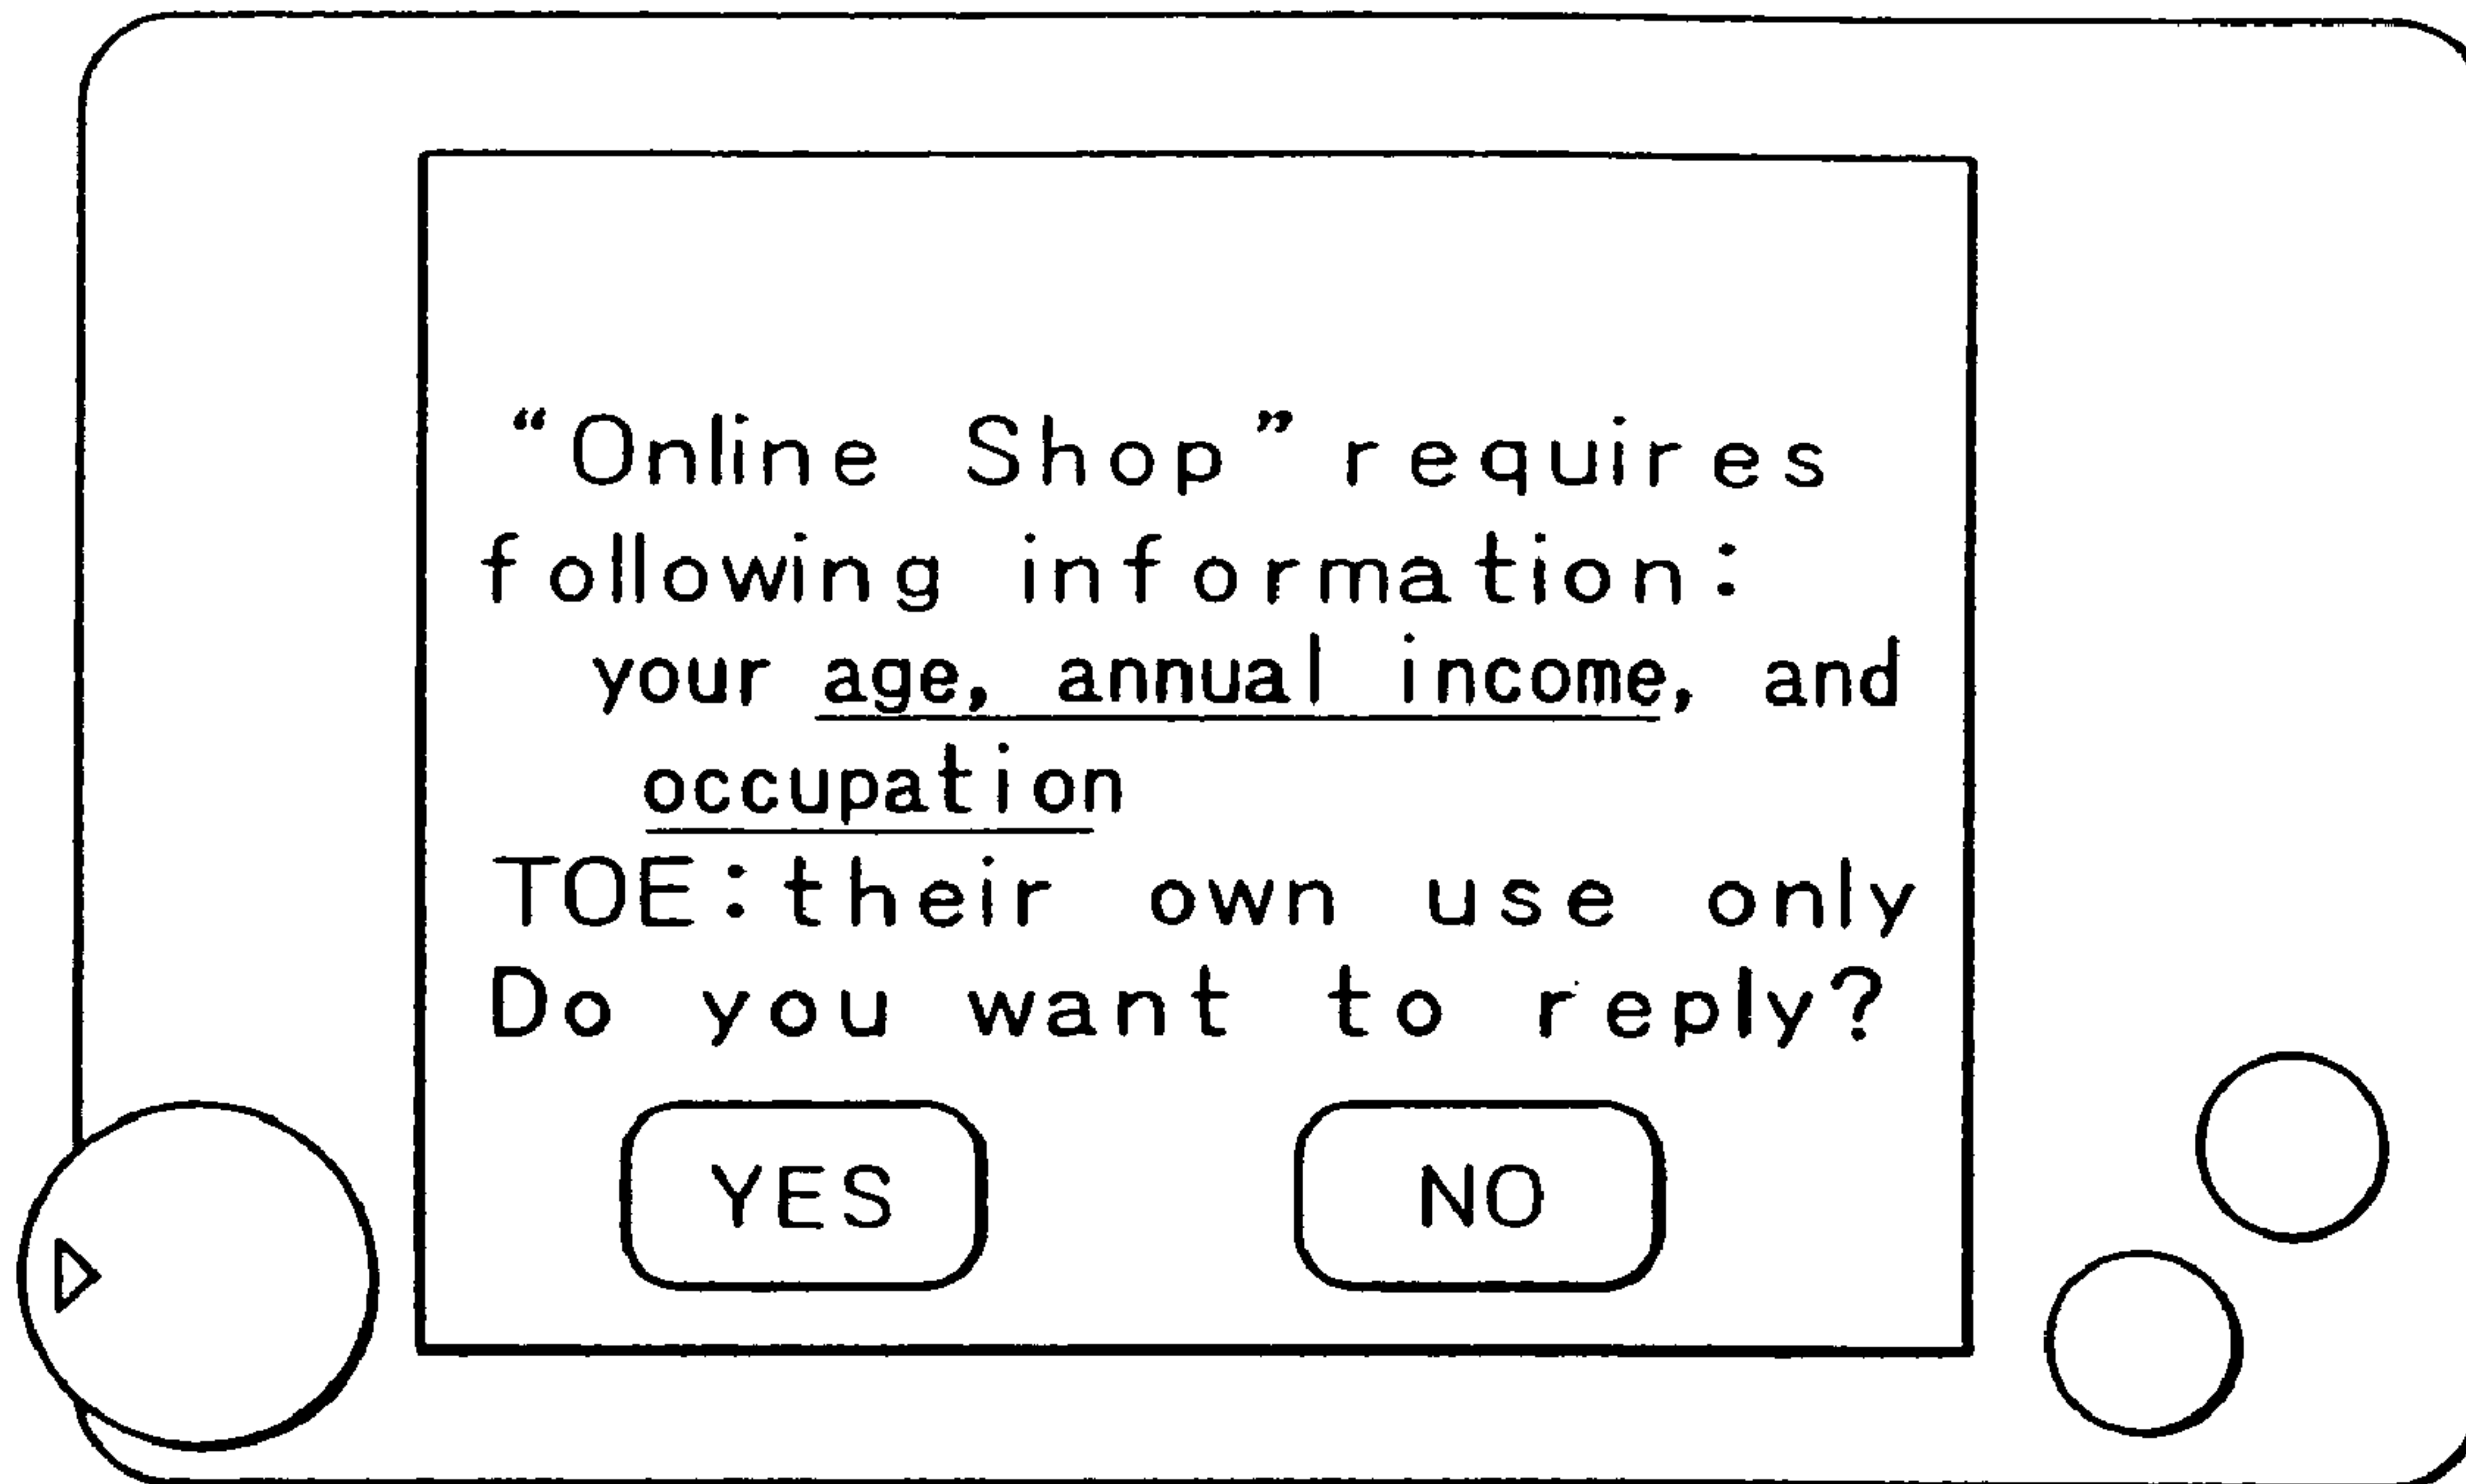 “Online Shop” requires
following information:
your age, annual income, and
occupation
TOE:their own use only
Do you want to reply?
YES NO